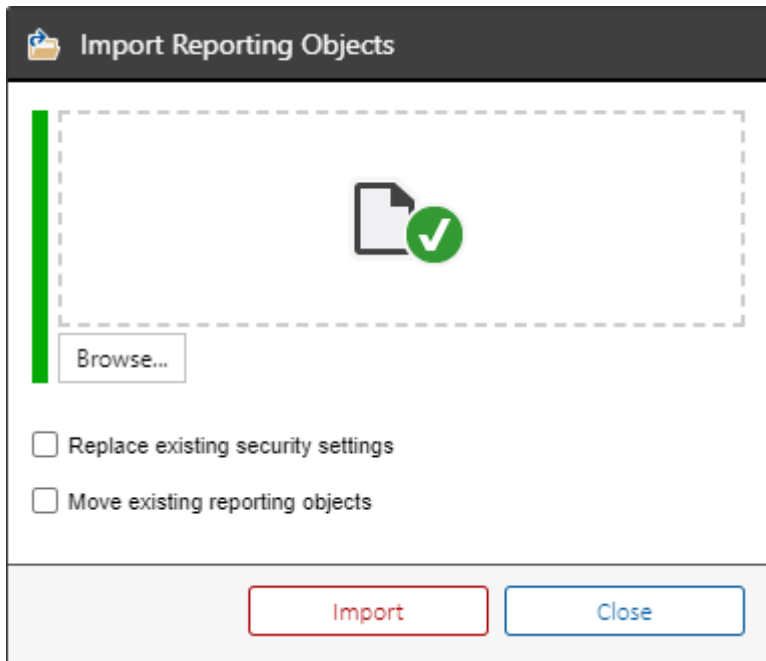 Import Reporting Objects
Browse...
Replace existing security settings
Move existing reporting objects
Import
Close